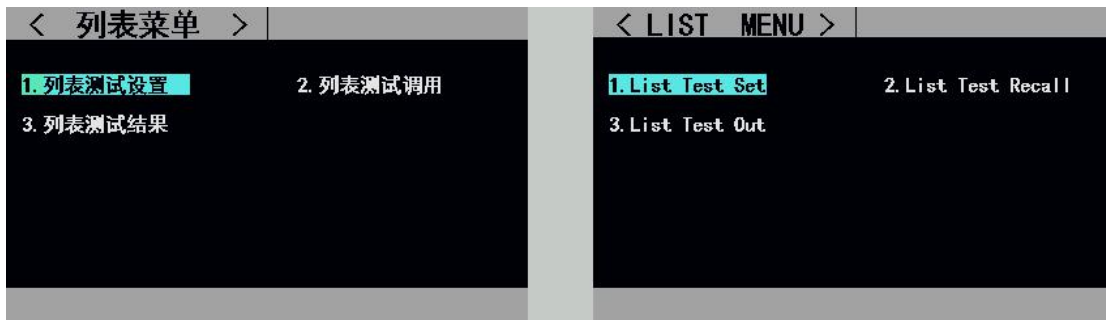 < 列表菜单 >
1.列表测试设置 2.列表测试调用
3.列表测试结果
< LIST MENU >
1.List Test Set 2.List Test Recall
3.List Test Out